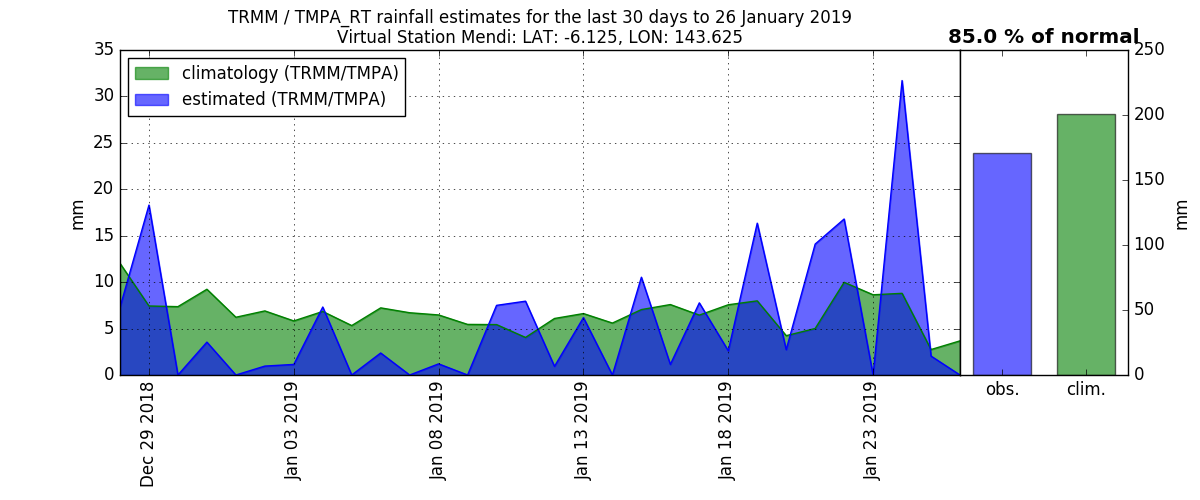 TRMM / TMPA_RT rainfall estimates for the last 30 days to 26 January 2019
Virtual Station Mendi: LAT: -6.125, LON: 143.625
85.0 % of normal
climatology (TRMM/TMPA)
estimated (TRMM/TMPA)
35
30
25
20
15
10
5
0
mm
Dec 29 2018
Jan 03 2019
Jan 08 2019
Jan 13 2019
Jan 18 2019
Jan 23 2019
250
200
150
100
50
0
mm
obs.
clim.